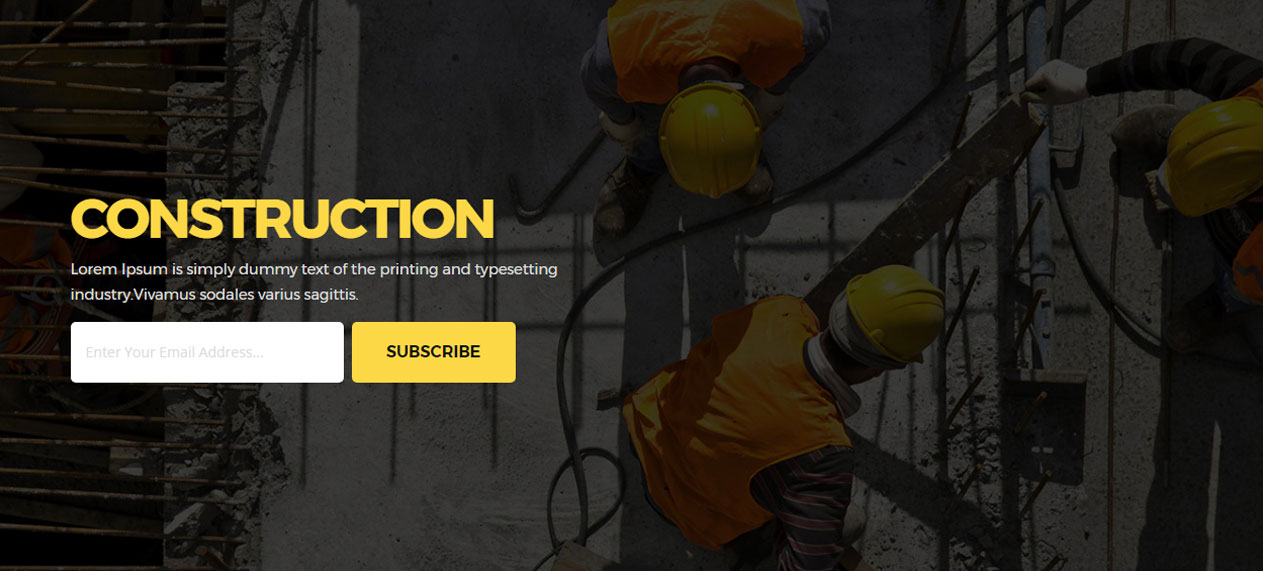 CONSTRUCTION
Lorem Ipsum is simply dummy text of the printing and typesetting
industry.Vivamus sodales varius sagittis.
Enter Your Email Address...
SUBSCRIBE